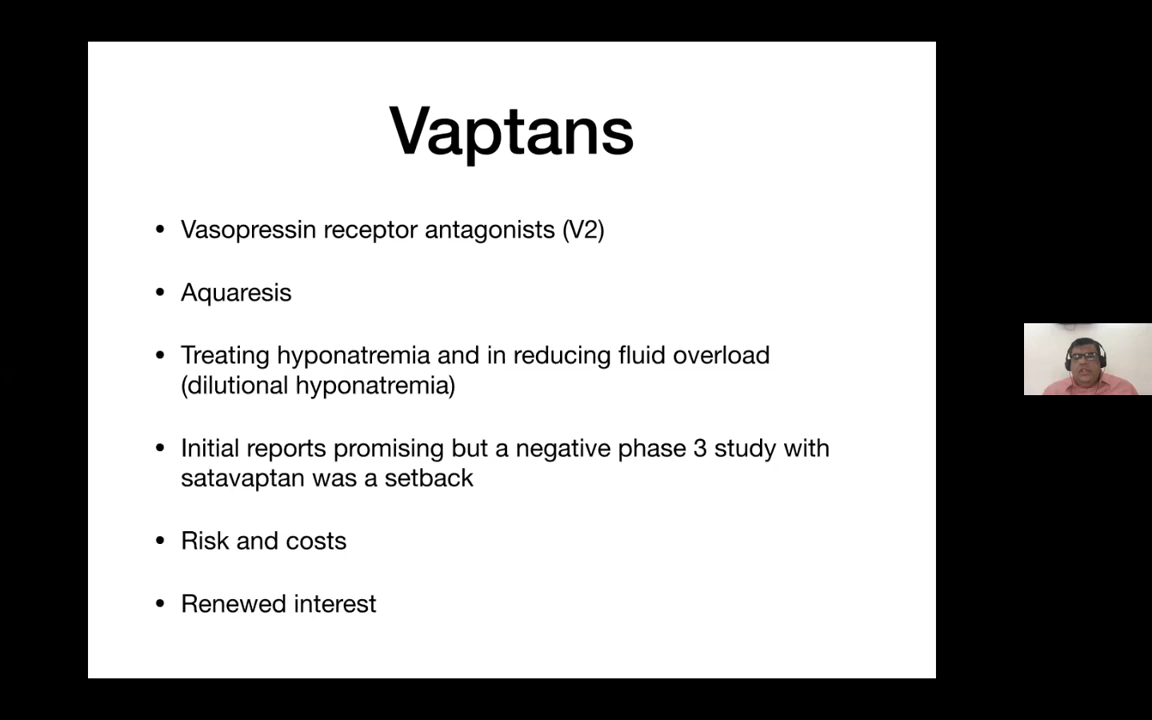 Vaptans
• Vasopressin receptor antagonists (V2)
• Aquaresis
• Treating hyponatremia and in reducing fluid overload
(dilutional hyponatremia)
• Initial reports promising but a negative phase 3 study with
satavaptan was a setback
• Risk and costs
• Renewed interest